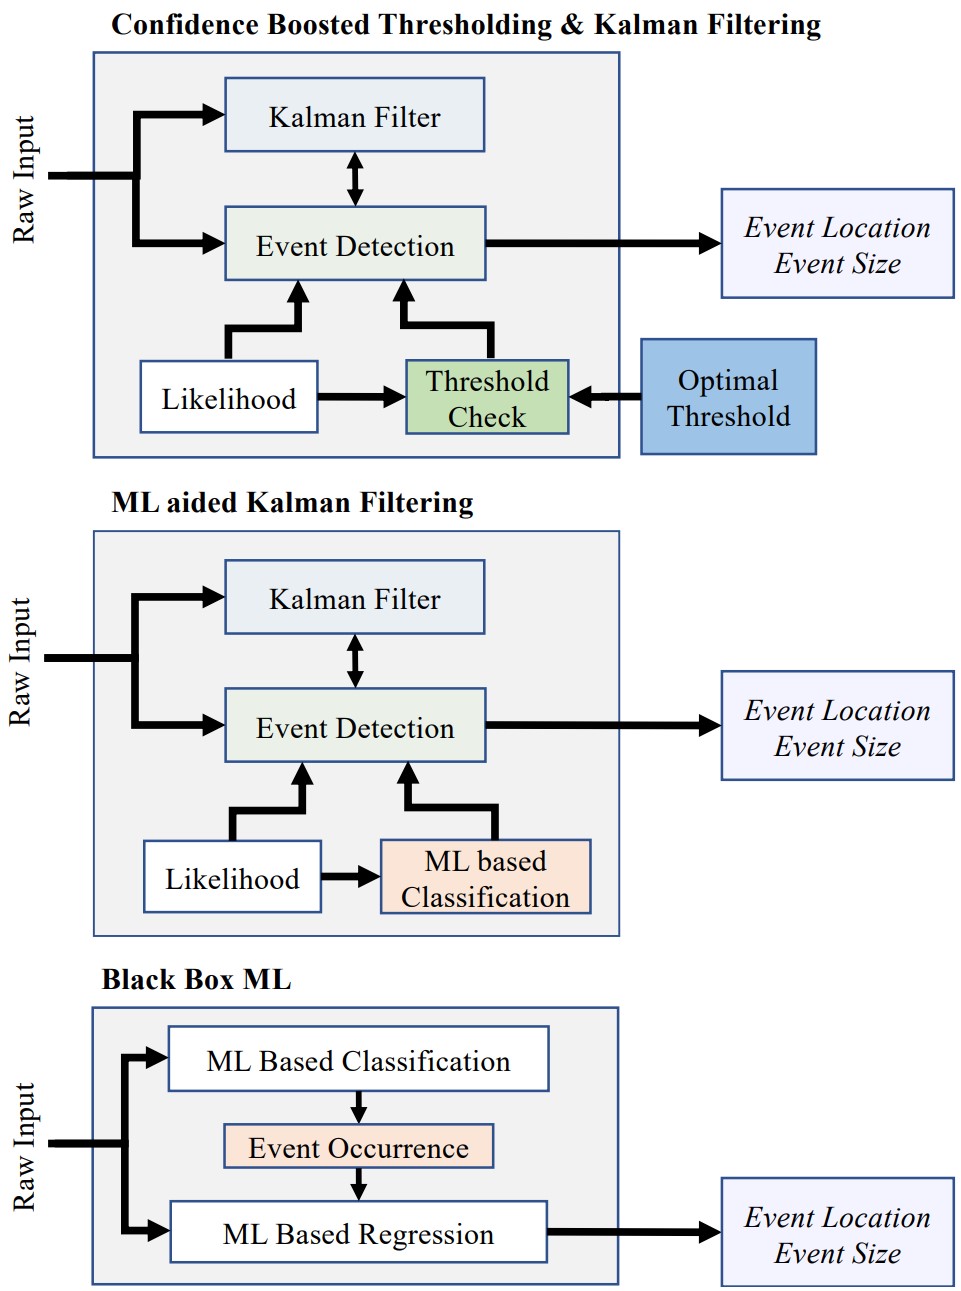 Confidence Boosted Thresholding & Kalman Filtering
Raw Input
Kalman Filter
Event Detection
Event Location
Event Size
Likelihood
Threshold
Check
Optimal
Threshold
ML aided Kalman Filtering
Raw Input
Kalman Filter
Event Detection
Event Location
Event Size
Likelihood
ML based
Classification
Black Box ML
Raw Input
ML Based Classification
Event Occurrence
ML Based Regression
Event Location
Event Size